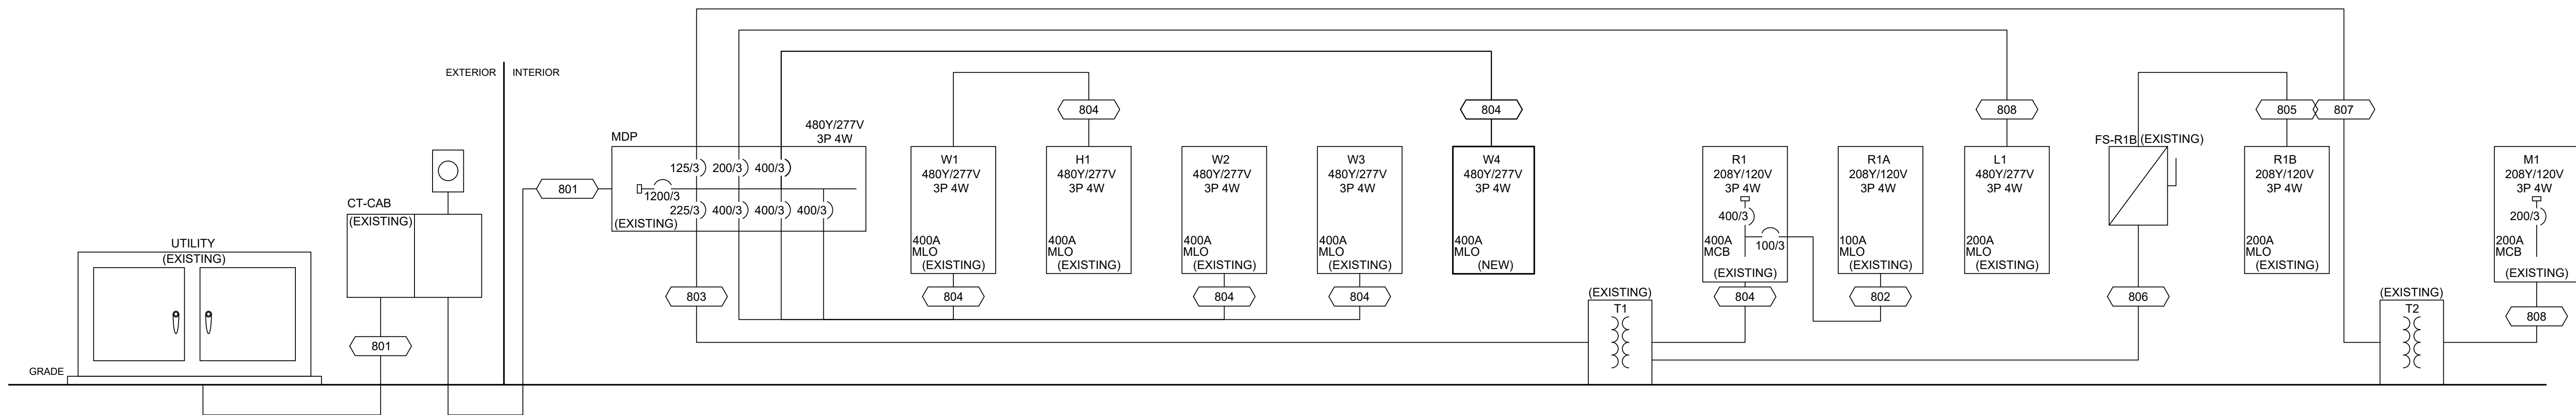 EXTERIOR
INTERIOR
GRADE
UTILITY
(EXISTING)
CT-CAB
(EXISTING)
801
801
MDP
480Y/277V
3P 4W
125/3
200/3
400/3
1200/3
225/3
400/3
400/3
400/3
(EXISTING)
803
W1
480Y/277V
3P 4W
400A
MLO
(EXISTING)
804
804
H1
480Y/277V
3P 4W
400A
MLO
(EXISTING)
W2
480Y/277V
3P 4W
400A
MLO
(EXISTING)
804
W3
480Y/277V
3P 4W
400A
MLO
(EXISTING)
804
804
W4
480Y/277V
3P 4W
400A
MLO
(NEW)
(EXISTING)
T1
R1
208Y/120V
3P 4W
400/3
400A
MCB
100/3
(EXISTING)
804
R1A
208Y/120V
3P 4W
100A
MLO
(EXISTING)
802
808
L1
480Y/277V
3P 4W
200A
MLO
(EXISTING)
FS-R1B (EXISTING)
806
805
807
R1B
208Y/120V
3P 4W
200A
MLO
(EXISTING)
(EXISTING)
T2
M1
208Y/120V
3P 4W
200/3
200A
MCB
(EXISTING)
808